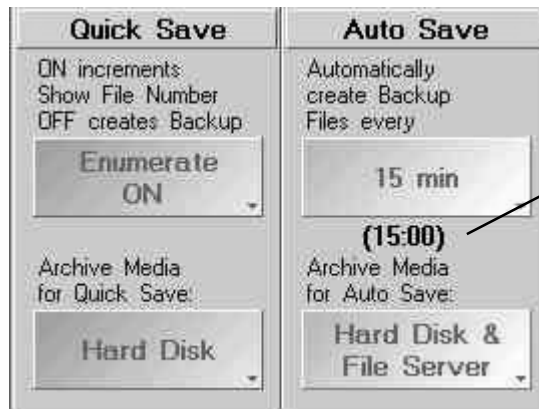 Quick Save
ON increments
Show File Number
OFF creates Backup
Enumerate
ON
Archive Media
for Quick Save:
Hard Disk
Auto Save
Automatically
create Backup
Files every
15 min
(15:00)
Archive Media
for Auto Save:
Hard Disk &
File Server